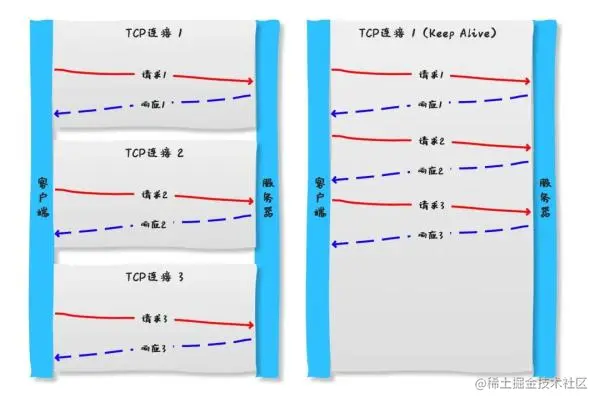 TCP连接 1
请求1
响应1
TCP连接 2
请求2
响应2
TCP连接 3
请求3
响应3
客户端
服务器
TCP连接 1 (Keep Alive)
请求1
响应1
请求2
响应2
请求3
响应3
客户端
服务器
@稀土掘金技术社区